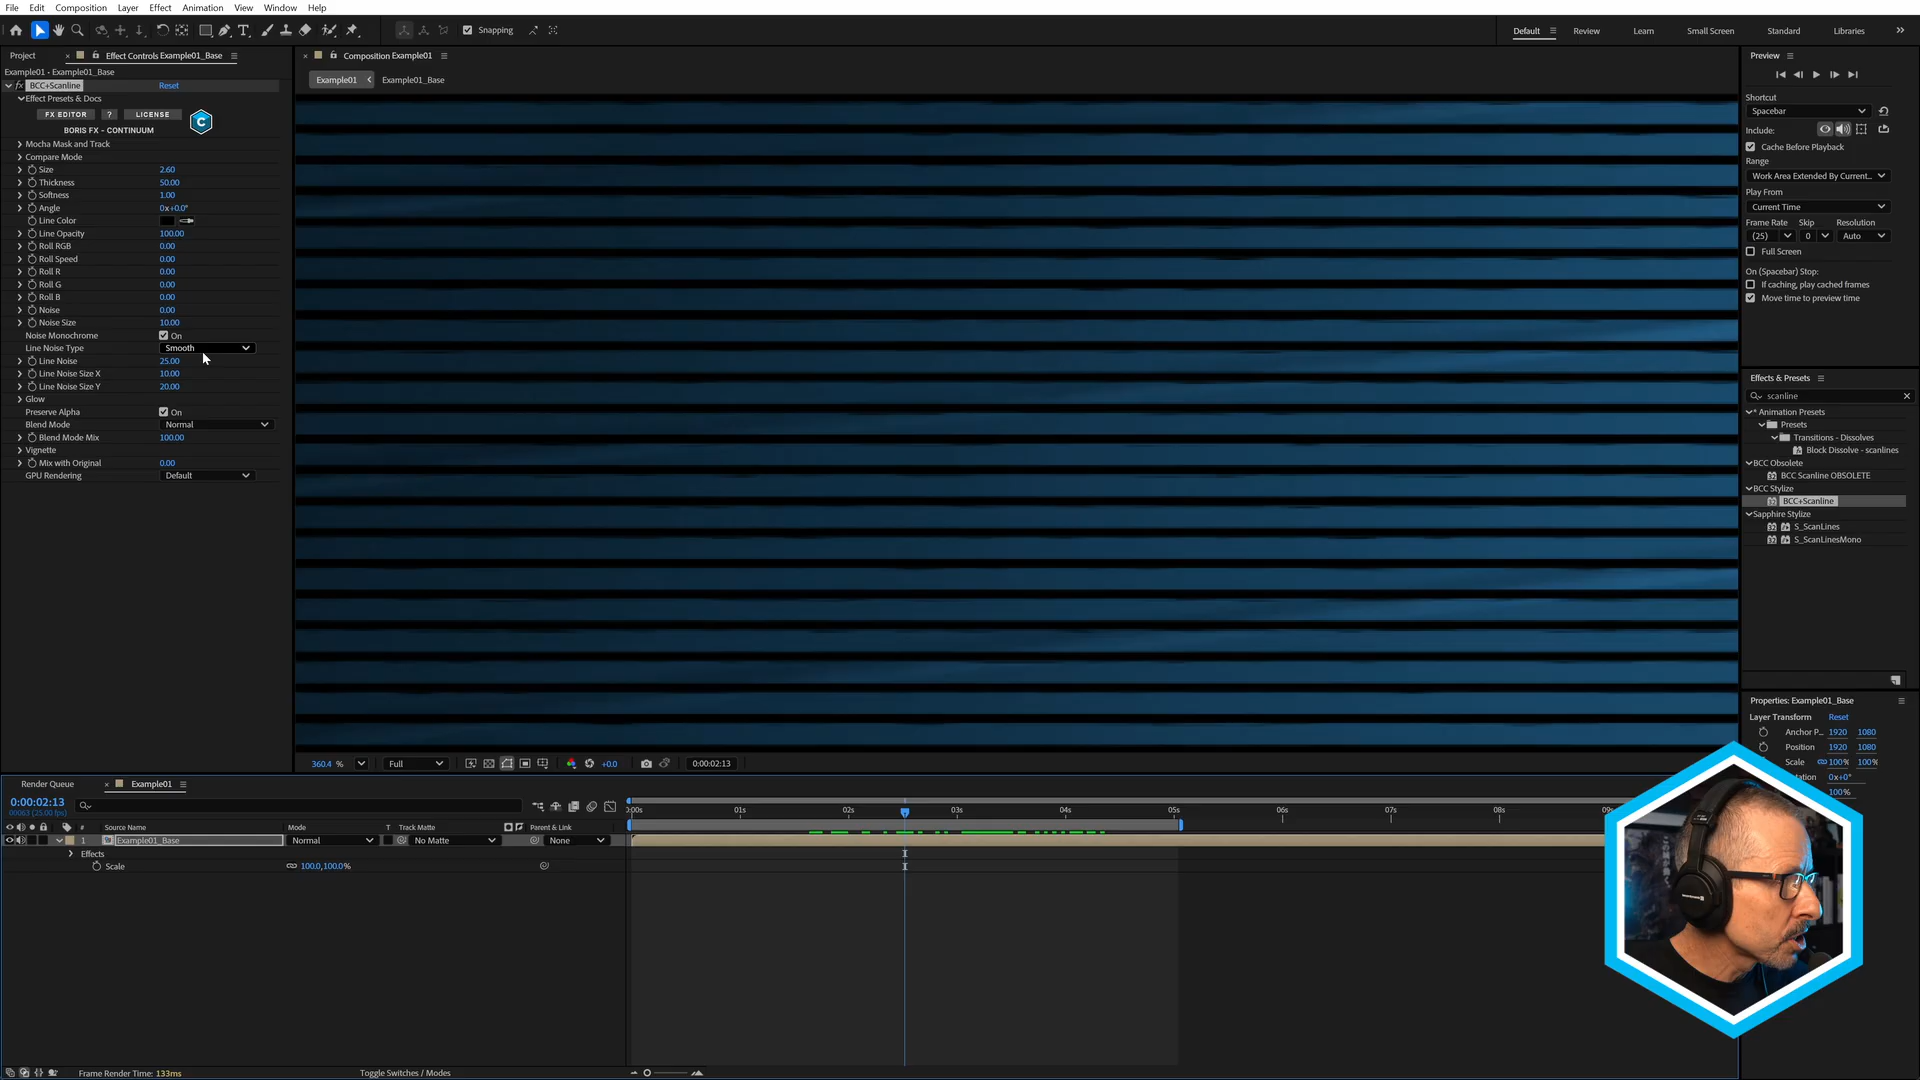 File Edit Composition Layer Effect Animation View Window Help
Snapping
Default Review Learn Small Screen Standard Libraries
Project Effect Controls Example01_Base
Example01 • Example01_Base
fx BCC+Scanline Reset
Effect Presets & Docs
FX EDITOR ? LICENSE
C
BORIS FX - CONTINUUM
Mocha Mask and Track
Compare Mode
Size 2.60
Thickness 50.00
Softness 1.00
Angle 0x+0.0°
Line Color
Line Opacity 100.00
Roll RGB 0.00
Roll Speed 0.00
Roll R 0.00
Roll G 0.00
Roll B 0.00
Noise 0.00
Noise Size 10.00
Noise Monochrome On
Line Noise Type Smooth
Line Noise 25.00
Line Noise Size X 10.00
Line Noise Size Y 20.00
Glow
Preserve Alpha On
Blend Mode Normal
Blend Mode Mix 100.00
Vignette
Mix with Original 0.00
GPU Rendering Default
Composition Example01
Example01 Example01_Base
360.4 % Full +0.0 0:00:02:13
Preview
Shortcut
Spacebar
Include:
Cache Before Playback
Range
Work Area Extended By Current...
Play From
Current Time
Frame Rate Skip Resolution
(25) 0 Auto
Full Screen
On (Spacebar) Stop:
If caching, play cached frames
Move time to preview time
Effects & Presets
scanline
* Animation Presets
Presets
Transitions - Dissolves
Block Dissolve - scanlines
BCC Obsolete
BCC Scanline OBSOLETE
BCC Stylize
BCC+Scanline
Sapphire Stylize
S_ScanLines
S_ScanLinesMono
Properties: Example01_Base
Layer Transform Reset
Anchor P... 1920 1080
Position 1920 1080
Scale 100% 100%
0x+0°
100%
Render Queue Example01
0:00:02:13
00063 (25.00 fps)
# Source Name Mode T Track Matte Parent & Link
1 Example01_Base Normal No Matte None
Effects
Scale 100.0,100.0%
01s 02s 03s 04s 05s 06s 07s 08s
Frame Render Time: 133ms
Toggle Switches / Modes